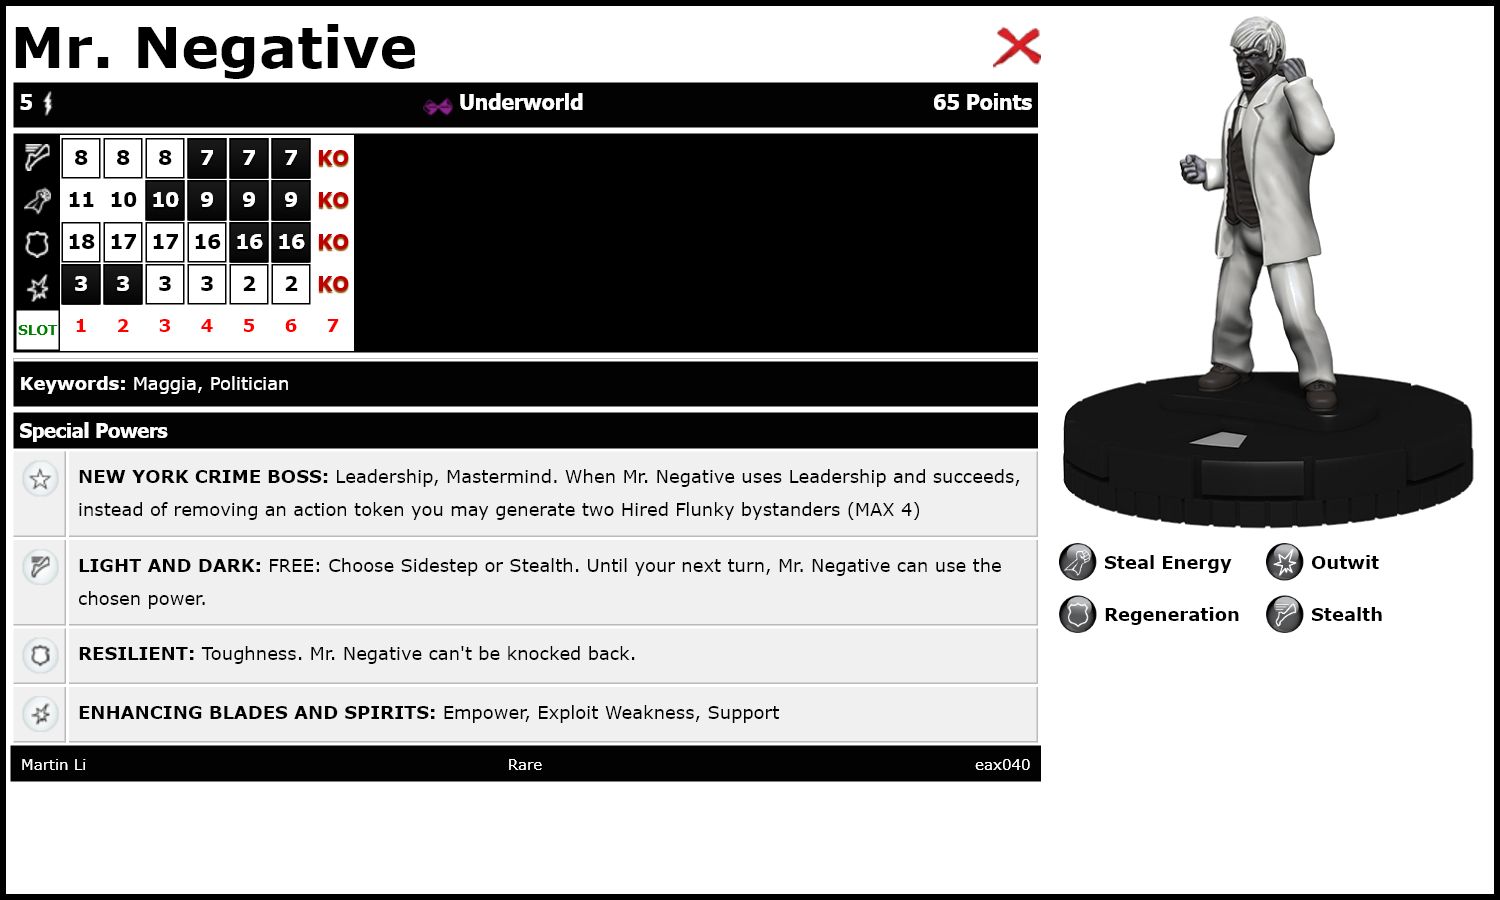 Mr. Negative
5 Underworld 65 Points
8 8 8 7 7 7 KO
11 10 10 9 9 9 KO
18 17 17 16 16 16 KO
3 3 3 3 2 2 KO
SLOT 1 2 3 4 5 6 7
Keywords: Maggia, Politician
Special Powers
NEW YORK CRIME BOSS: Leadership, Mastermind. When Mr. Negative uses Leadership and succeeds,
instead of removing an action token you may generate two Hired Flunky bystanders (MAX 4)
LIGHT AND DARK: FREE: Choose Sidestep or Stealth. Until your next turn, Mr. Negative can use the
chosen power.
RESILIENT: Toughness. Mr. Negative can't be knocked back.
ENHANCING BLADES AND SPIRITS: Empower, Exploit Weakness, Support
Martin Li Rare eax040
Steal Energy Outwit
Regeneration Stealth